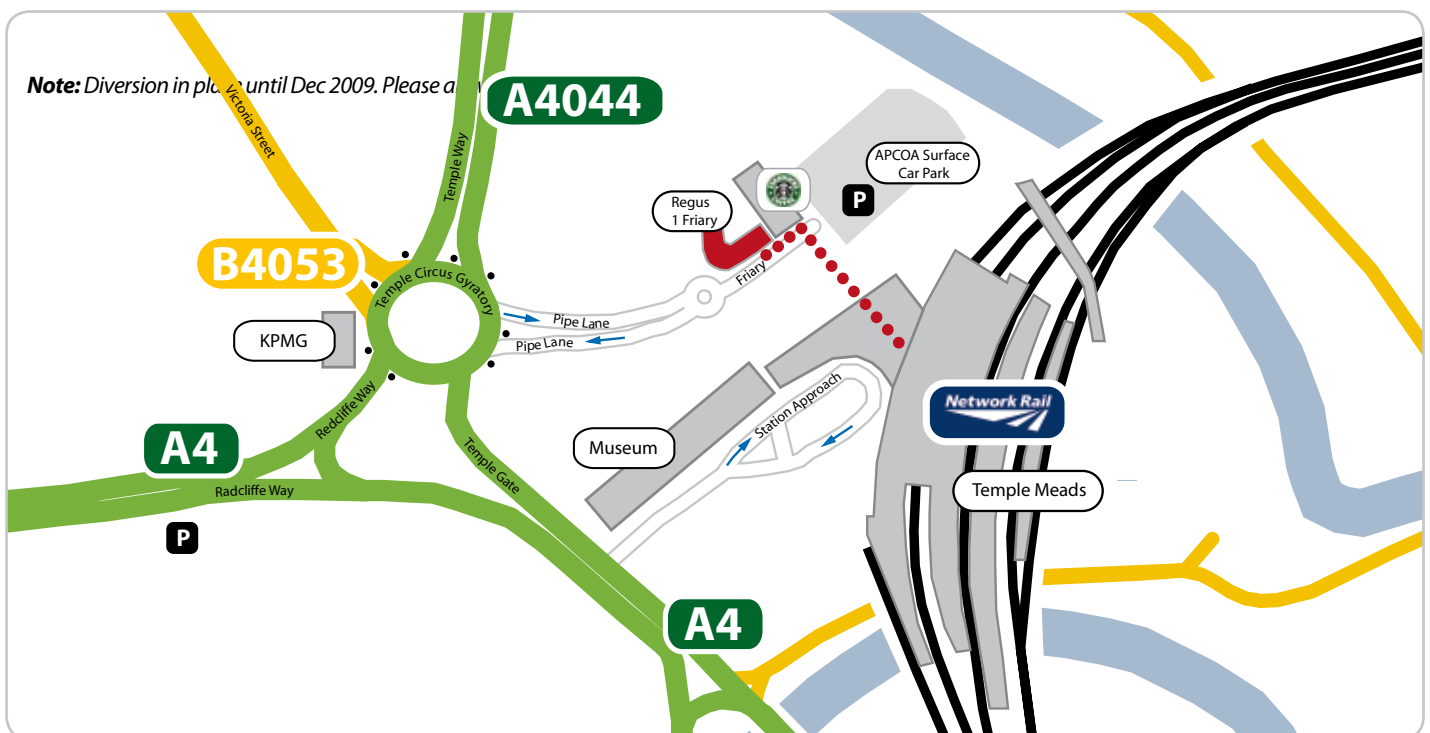 Note: Diversion in place until Dec 2009. Please
Victoria Street
A4044
Temple Way
APCOA Surface
Car Park
P
Regus
1 Friary
B4053
Temple Circus Gyratory
Friary
Pipe Lane
Pipe Lane
KPMG
Station Approach
Network Rail
Redcliffe Way
A4
Museum
Temple Gate
Temple Meads
Radcliffe Way
P
A4